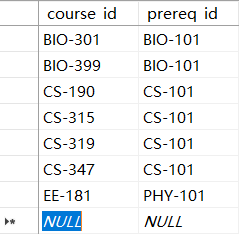 course id prereq id
BIO-301 BIO-101
BIO-399 BIO-101
CS-190 CS-101
CS-315 CS-101
CS-319 CS-101
CS-347 CS-101
EE-181 PHY-101
NULL NULL